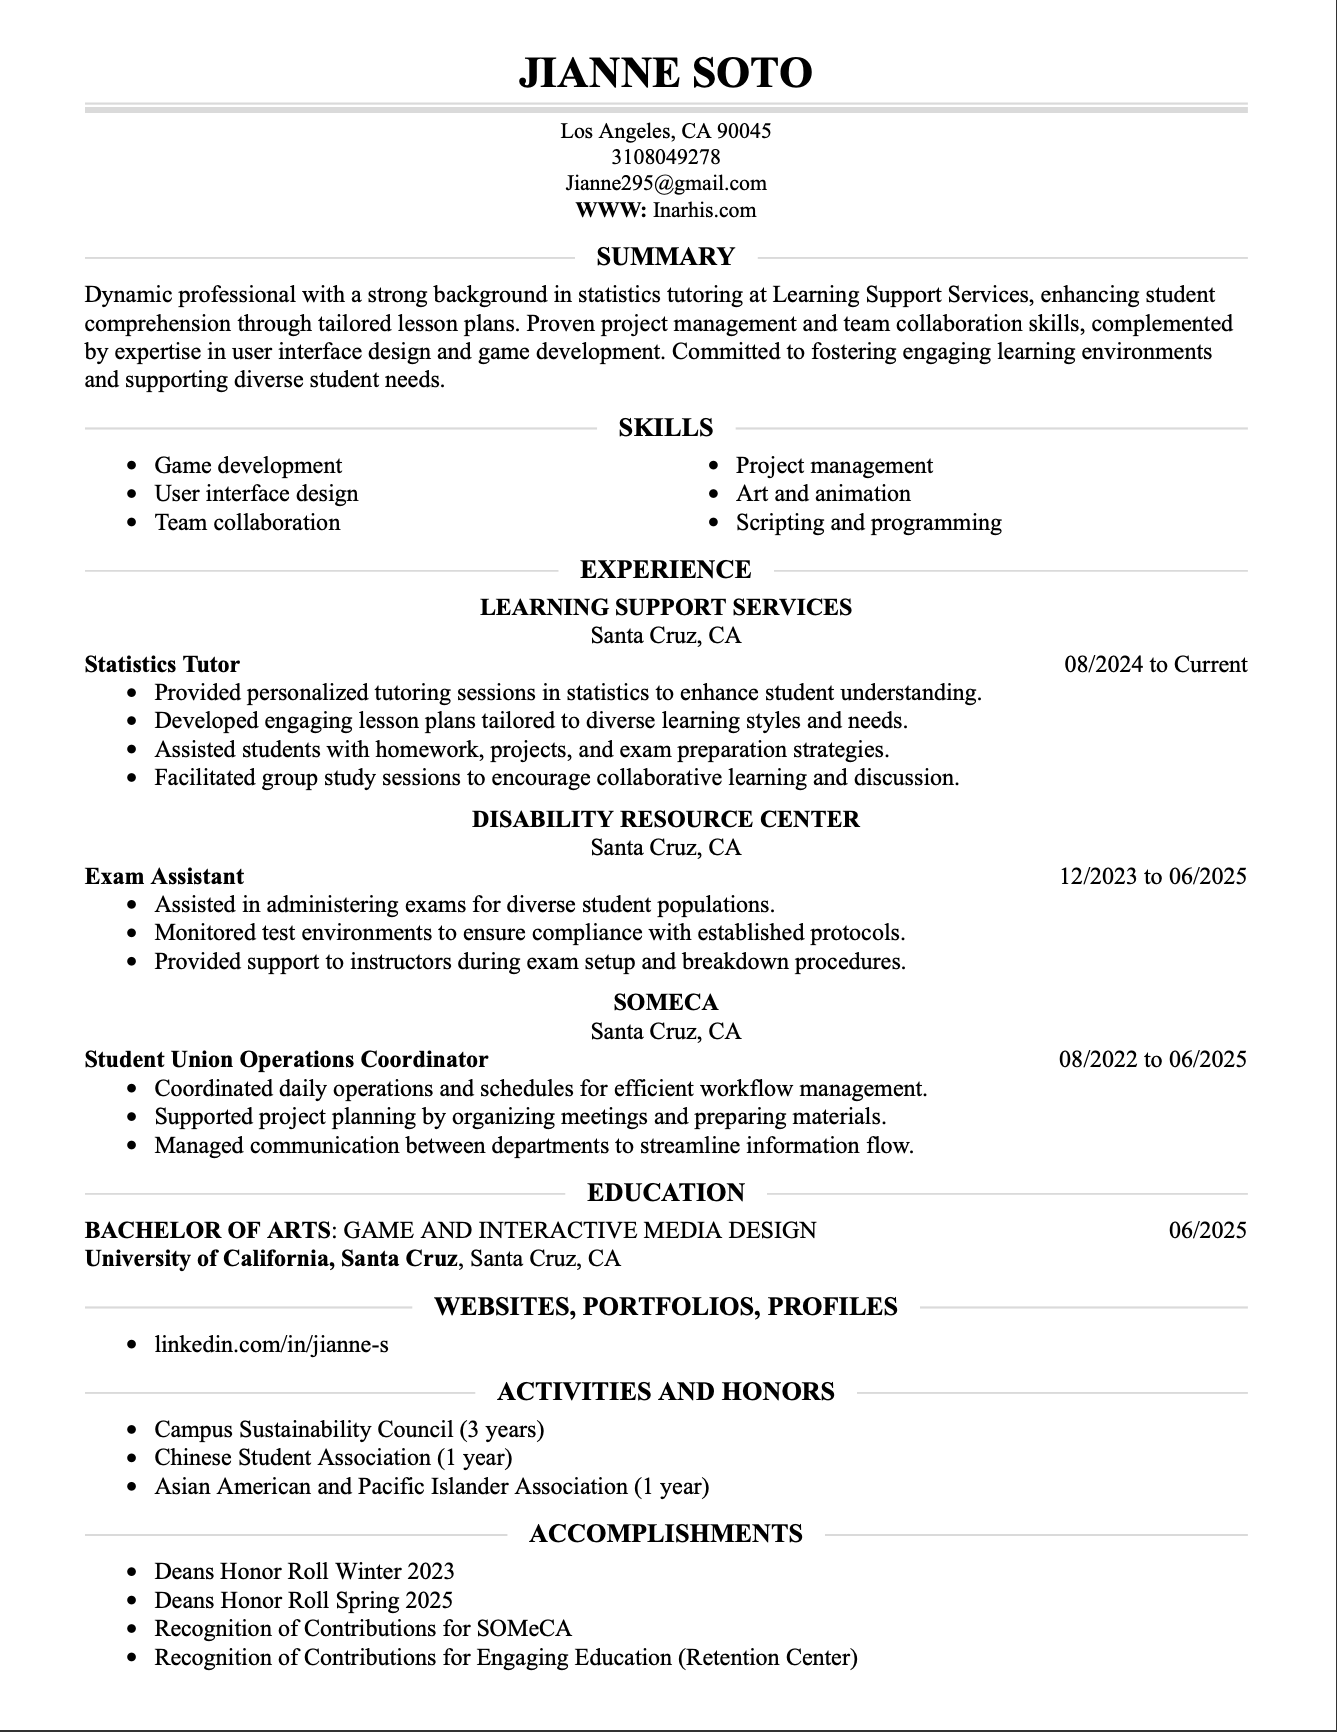 JIANNE SOTO
Los Angeles, CA 90045
3108049278
Jianne295@gmail.com
WWW: Inarhis.com
SUMMARY
Dynamic professional with a strong background in statistics tutoring at Learning Support Services, enhancing student
comprehension through tailored lesson plans. Proven project management and team collaboration skills, complemented
by expertise in user interface design and game development. Committed to fostering engaging learning environments
and supporting diverse student needs.
SKILLS
• Game development
• User interface design
• Team collaboration
• Project management
• Art and animation
• Scripting and programming
EXPERIENCE
LEARNING SUPPORT SERVICES
Santa Cruz, CA
Statistics Tutor 08/2024 to Current
• Provided personalized tutoring sessions in statistics to enhance student understanding.
• Developed engaging lesson plans tailored to diverse learning styles and needs.
• Assisted students with homework, projects, and exam preparation strategies.
• Facilitated group study sessions to encourage collaborative learning and discussion.
DISABILITY RESOURCE CENTER
Santa Cruz, CA
Exam Assistant 12/2023 to 06/2025
• Assisted in administering exams for diverse student populations.
• Monitored test environments to ensure compliance with established protocols.
• Provided support to instructors during exam setup and breakdown procedures.
SOMECA
Santa Cruz, CA
Student Union Operations Coordinator 08/2022 to 06/2025
• Coordinated daily operations and schedules for efficient workflow management.
• Supported project planning by organizing meetings and preparing materials.
• Managed communication between departments to streamline information flow.
EDUCATION
BACHELOR OF ARTS: GAME AND INTERACTIVE MEDIA DESIGN 06/2025
University of California, Santa Cruz, Santa Cruz, CA
WEBSITES, PORTFOLIOS, PROFILES
• linkedin.com/in/jianne-s
ACTIVITIES AND HONORS
• Campus Sustainability Council (3 years)
• Chinese Student Association (1 year)
• Asian American and Pacific Islander Association (1 year)
ACCOMPLISHMENTS
• Deans Honor Roll Winter 2023
• Deans Honor Roll Spring 2025
• Recognition of Contributions for SOMeCA
• Recognition of Contributions for Engaging Education (Retention Center)